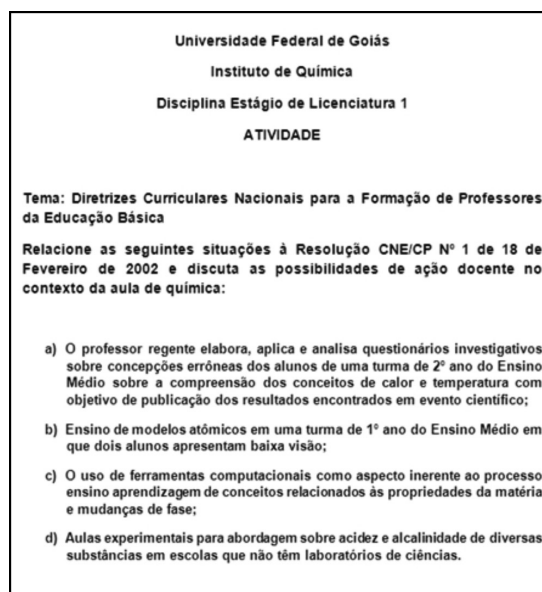 Universidade Federal de Goiás
Instituto de Química
Disciplina Estágio de Licenciatura 1
ATIVIDADE
Tema: Diretrizes Curriculares Nacionais para a Formação de Professores
da Educação Básica
Relacione as seguintes situações à Resolução CNE/CP Nº 1 de 18 de
Fevereiro de 2002 e discuta as possibilidades de ação docente no
contexto da aula de química:
a) O professor regente elabora, aplica e analisa questionários investigativos
sobre concepções errôneas dos alunos de uma turma de 2º ano do Ensino
Médio sobre a compreensão dos conceitos de calor e temperatura com
objetivo de publicação dos resultados encontrados em evento científico;
b) Ensino de modelos atômicos em uma turma de 1º ano do Ensino Médio em
que dois alunos apresentam baixa visão;
c) O uso de ferramentas computacionais como aspecto inerente ao processo
ensino aprendizagem de conceitos relacionados às propriedades da matéria
e mudanças de fase;
d) Aulas experimentais para abordagem sobre acidez e alcalinidade de diversas
substâncias em escolas que não têm laboratórios de ciências.